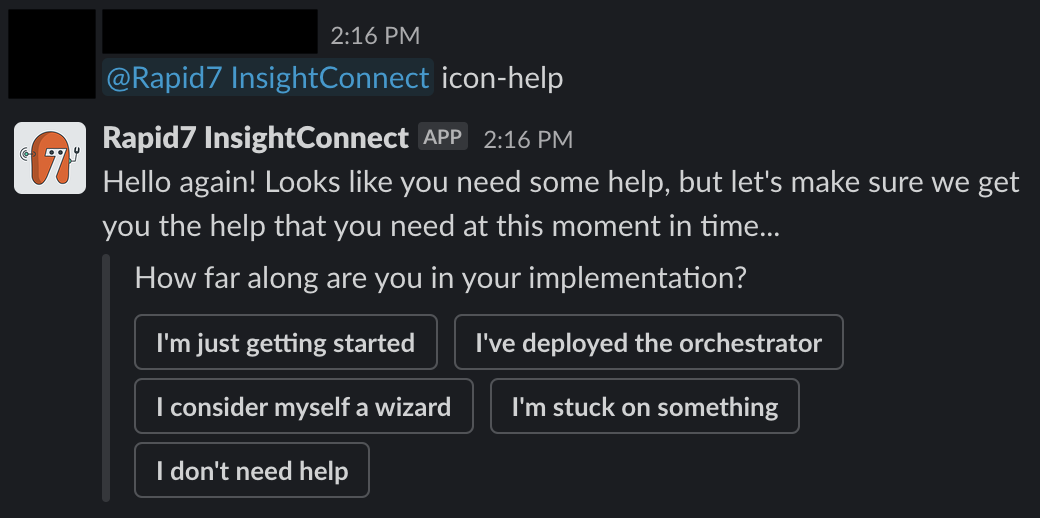 2:16 PM
@Rapid7 InsightConnect icon-help
Rapid7 InsightConnect APP 2:16 PM
Hello again! Looks like you need some help, but let's make sure we get
you the help that you need at this moment in time...
How far along are you in your implementation?
I'm just getting started I've deployed the orchestrator
I consider myself a wizard I'm stuck on something
I don't need help